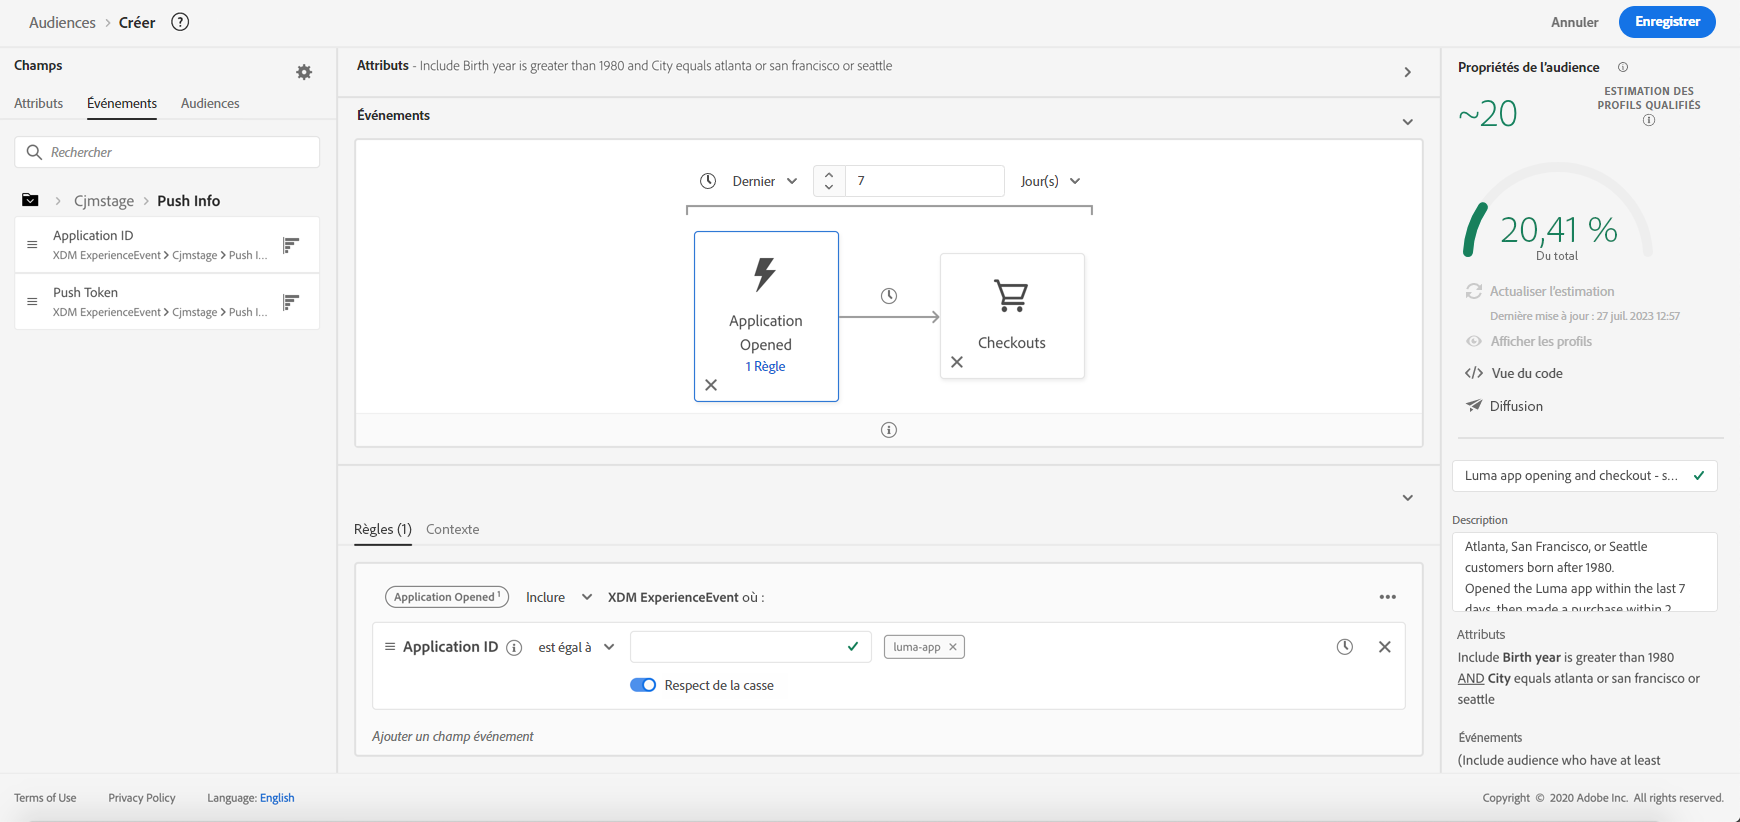 Audiences > Créer ?
Annuler
Enregistrer
Champs
Attributs
Événements
Audiences
Rechercher
Cjmstage > Push Info
Application ID
XDM ExperienceEvent > Cjmstage > Push I...
Push Token
XDM ExperienceEvent > Cjmstage > Push I...
Attributs - Include Birth year is greater than 1980 and City equals atlanta or san francisco or seattle
Événements
Dernier
7
Jour(s)
Application
Opened
1 Règle
Checkouts
Règles (1)
Contexte
Application Opened 1
Inclure
XDM ExperienceEvent où :
Application ID
est égal à
luma-app
Respect de la casse
Ajouter un champ événement
Propriétés de l'audience
~20
ESTIMATION DES
PROFILS QUALIFIÉS
20,41 %
Du total
Actualiser l'estimation
Dernière mise à jour : 27 juil. 2023 12:57
Afficher les profils
</> Vue du code
Diffusion
Luma app opening and checkout - s...
Description
Atlanta, San Francisco, or Seattle
customers born after 1980.
Opened the Luma app within the last 7
days, then made a purchase within 2
Attributs
Include Birth year is greater than 1980
AND City equals atlanta or san francisco or
seattle
Événements
(Include audience who have at least
Terms of Use
Privacy Policy
Language: English
Copyright © 2020 Adobe Inc. All rights reserved.